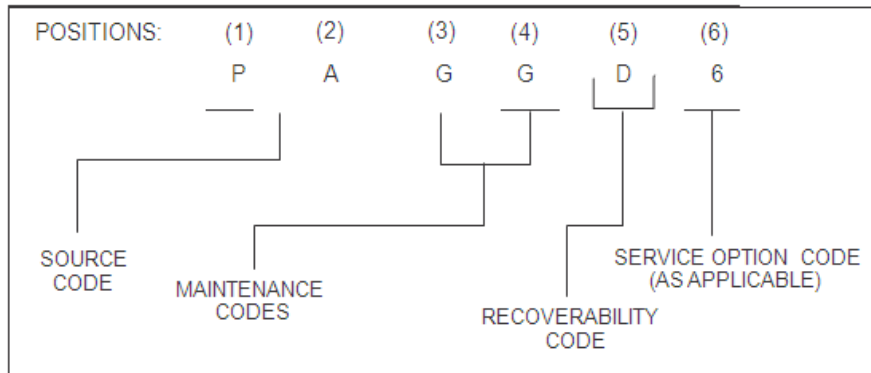 POSITIONS: (1) (2) (3) (4) (5) (6)
P A G G D 6
SOURCE
CODE
MAINTENANCE
CODES
RECOVERABILITY
CODE
SERVICE OPTION CODE
(AS APPLICABLE)